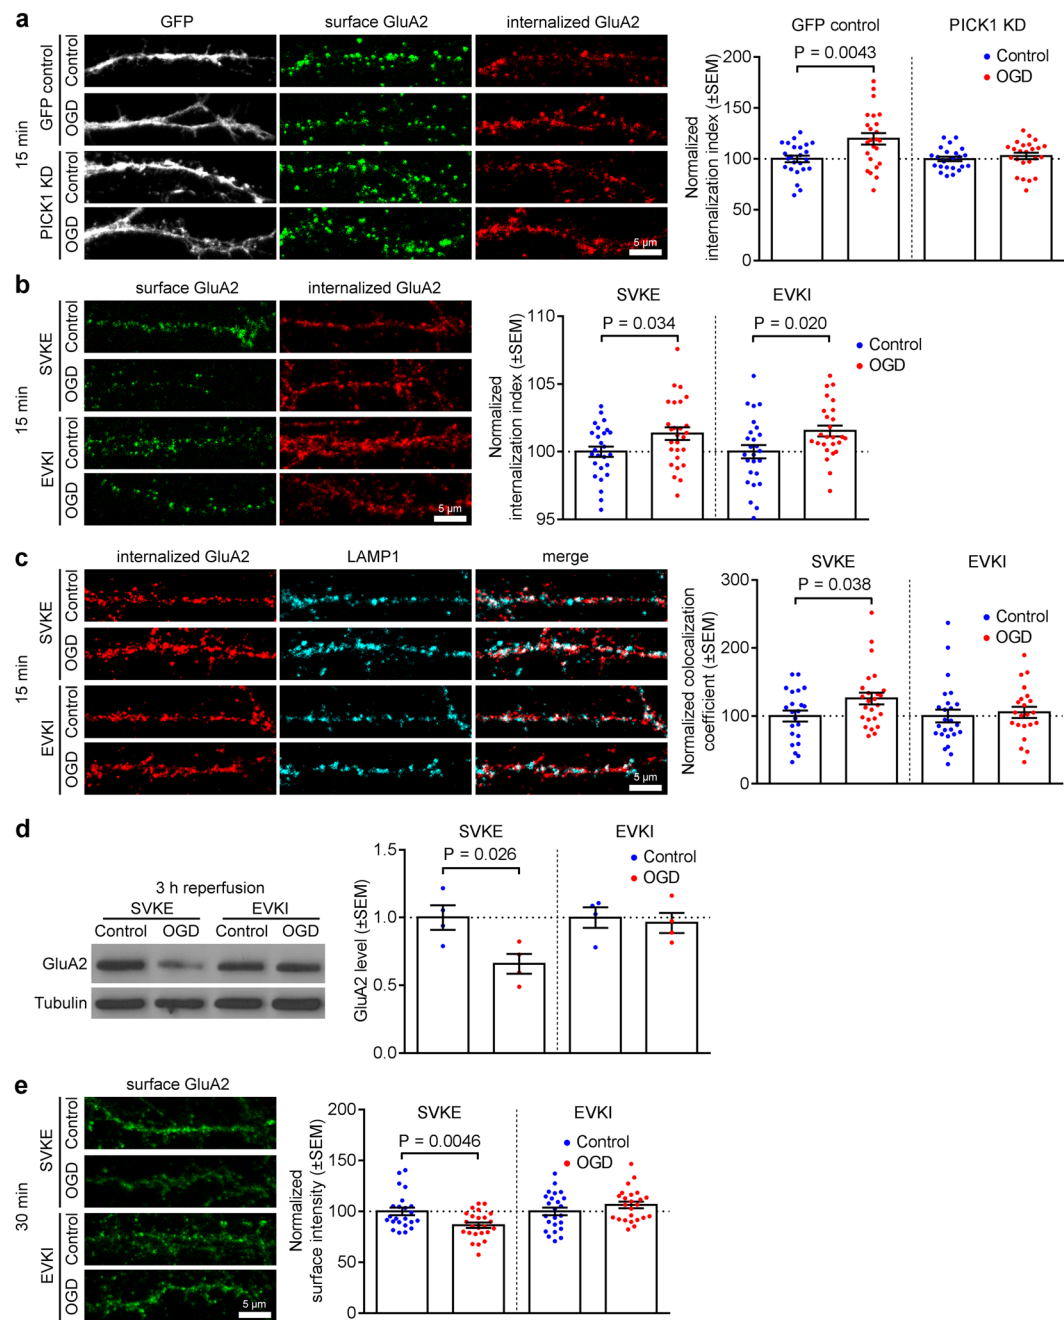 a
GFP
surface GluA2
internalized GluA2
15 min
GFP control
PICK1 KD
Control
OGD
Control
OGD
5 µm
GFP control
PICK1 KD
P = 0.0043
Control
OGD
Normalized
internalization index (±SEM)
200
150
100
50
0
b
surface GluA2
internalized GluA2
15 min
SVKE
EVKI
Control
OGD
Control
OGD
5 µm
SVKE
EVKI
P = 0.034
P = 0.020
Control
OGD
Normalized
internalization index (±SEM)
110
105
100
95
c
internalized GluA2
LAMP1
merge
15 min
SVKE
EVKI
Control
OGD
Control
OGD
5 µm
SVKE
EVKI
P = 0.038
Control
OGD
Normalized colocalization
coefficient (±SEM)
300
200
100
0
d
3 h reperfusion
SVKE
EVKI
Control
OGD
Control
OGD
GluA2
Tubulin
SVKE
EVKI
P = 0.026
Control
OGD
GluA2 level (±SEM)
1.5
1.0
0.5
0.0
e
surface GluA2
30 min
SVKE
EVKI
Control
OGD
Control
OGD
5 µm
SVKE
EVKI
P = 0.0046
Control
OGD
Normalized
surface intensity (±SEM)
200
150
100
50
0